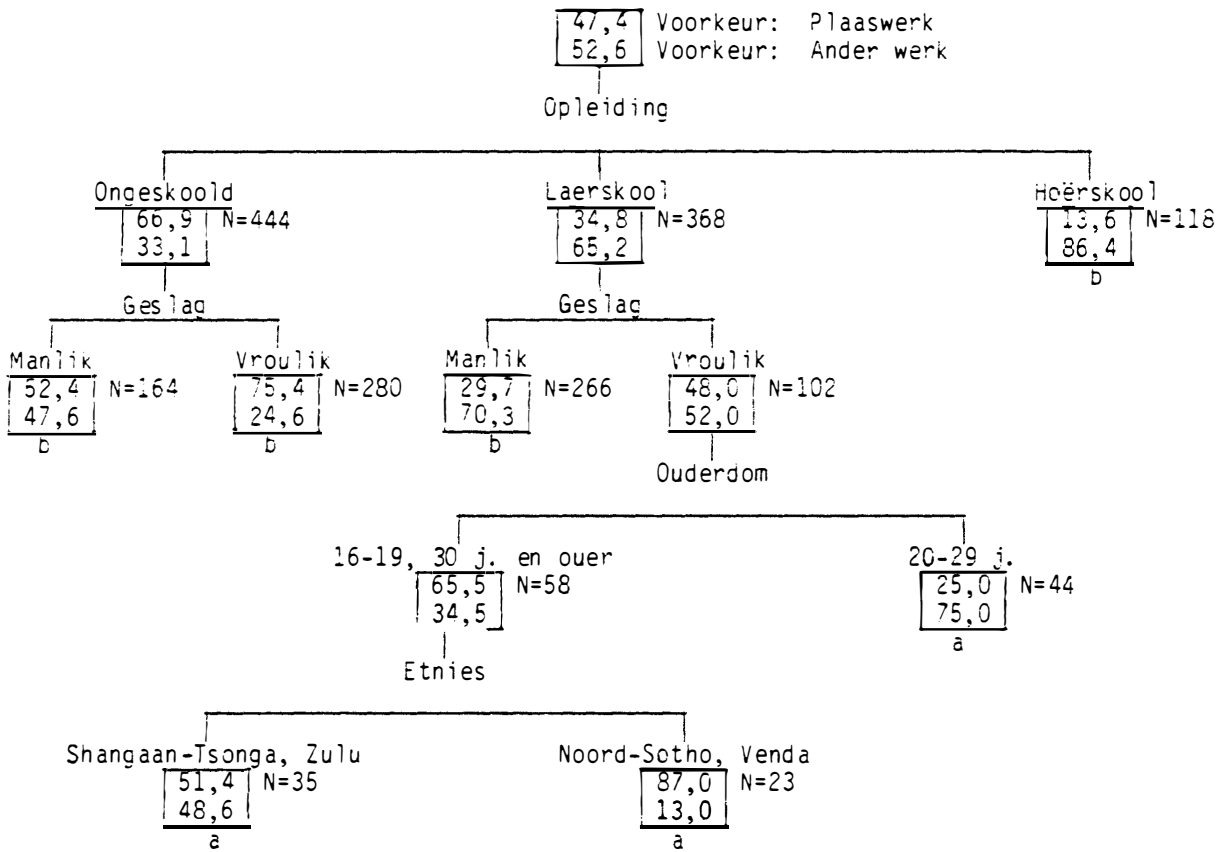 47,4 Voorkeur: Plaaswerk
52,6 Voorkeur: Ander werk
Opleiding
Ongeskoold Laerskool Hoërskool
66,9 N=444 34,8 N=368 13,6 N=118
33,1 65,2 86,4
b
Geslag Geslag
Manlik Vroulik Manlik Vroulik
52,4 N=164 75,4 N=280 29,7 N=266 48,0 N=102
47,6 24,6 70,3 52,0
b b b
Ouderdom
16-19, 30 j. en ouer 20-29 j.
65,5 N=58 25,0 N=44
34,5 75,0
a
Etnies
Shangaan-Tsonga, Zulu Noord-Sotho, Venda
51,4 N=35 87,0 N=23
48,6 13,0
a a